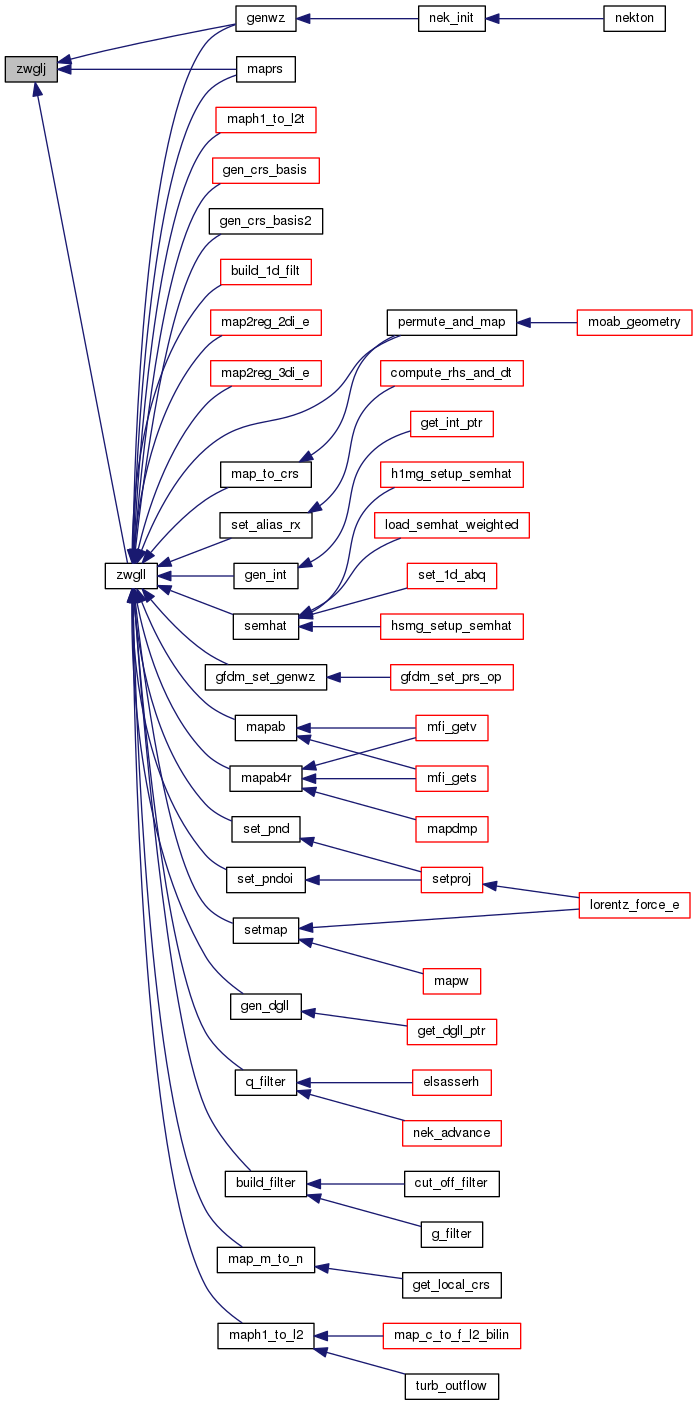 genwz
nek_init
nekton
zwglj
maprs
maph1_to_l2t
gen_crs_basis
gen_crs_basis2
build_1d_filt
map2reg_2di_e
permute_and_map
moab_geometry
map2reg_3di_e
compute_rhs_and_dt
get_int_ptr
map_to_crs
h1mg_setup_semhat
set_alias_rx
load_semhat_weighted
zwgll
gen_int
set_1d_abq
semhat
hsmg_setup_semhat
gfdm_set_genwz
gfdm_set_prs_op
mapab
mfi_getv
mapab4r
mfi_gets
set_pnd
mapdmp
set_pndoi
setproj
lorentz_force_e
setmap
mapw
gen_dgll
get_dgll_ptr
q_filter
elsasserh
nek_advance
build_filter
cut_off_filter
g_filter
map_m_to_n
get_local_crs
maph1_to_l2
map_c_to_f_l2_bilin
turb_outflow